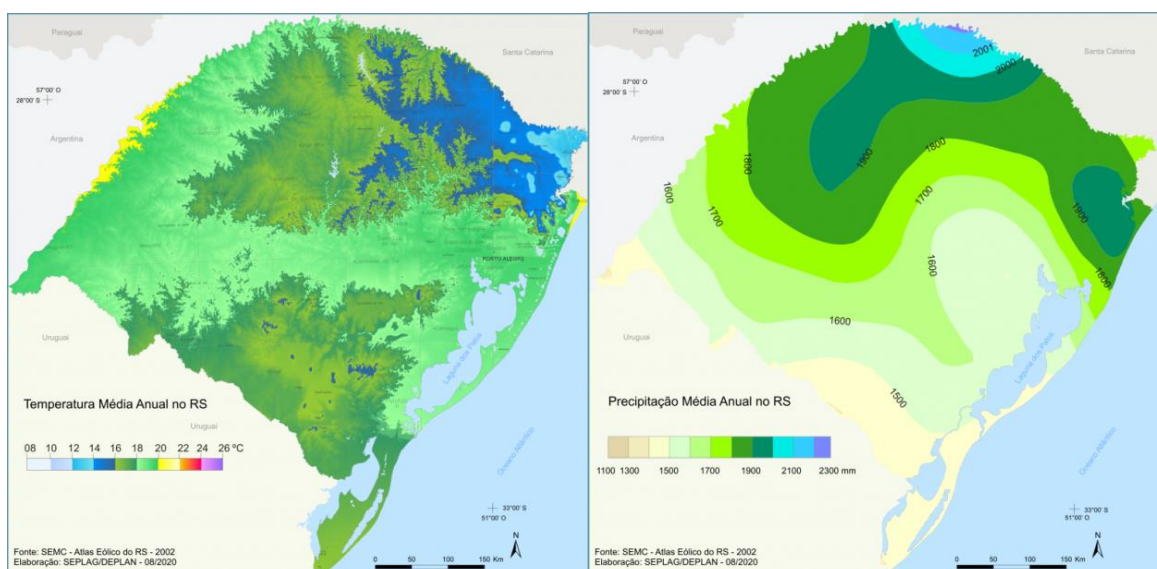 Paraguai
Santa Catarina
57°00' O
28°00' S
Argentina
PORTO ALEGRE
Laguna dos Patos
Uruguai
Temperatura Média Anual no RS
Uruguai
08 10 12 14 16 18 20 22 24 26 °C
Oceano Atlântico
33°00' S
51°00' O
N
Fonte: SEMC - Atlas Eólico do RS - 2002
Elaboração: SEPLAG/DEPLAN - 08/2020
0 50 100 150 Km
Paraguai
Santa Catarina
2001
2000
57°00' O
28°00' S
Argentina
1800
1900
1800
1600
1700
1700
1900
1600
1800
1600
Uruguai
Laguna dos Patos
1500
Precipitação Média Anual no RS
1100 1300 1500 1700 1900 2100 2300 mm
Oceano Atlântico
33°00' S
51°00' O
N
Fonte: SEMC - Atlas Eólico do RS - 2002
Elaboração: SEPLAG/DEPLAN - 08/2020
0 50 100 150 Km